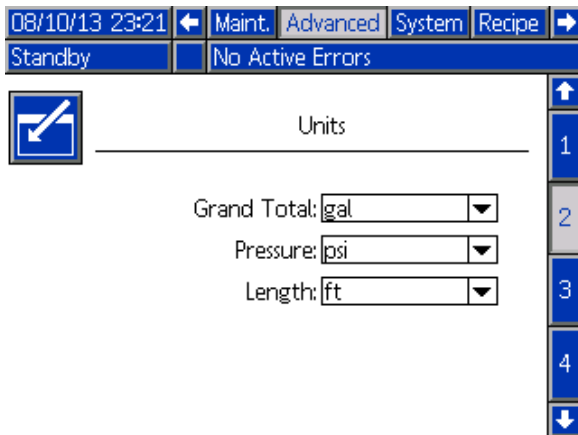 08/10/13 23:21 Maint. Advanced System Recipe
Standby No Active Errors
Units
1
Grand Total: gal
2
Pressure: psi
Length: ft
3
4